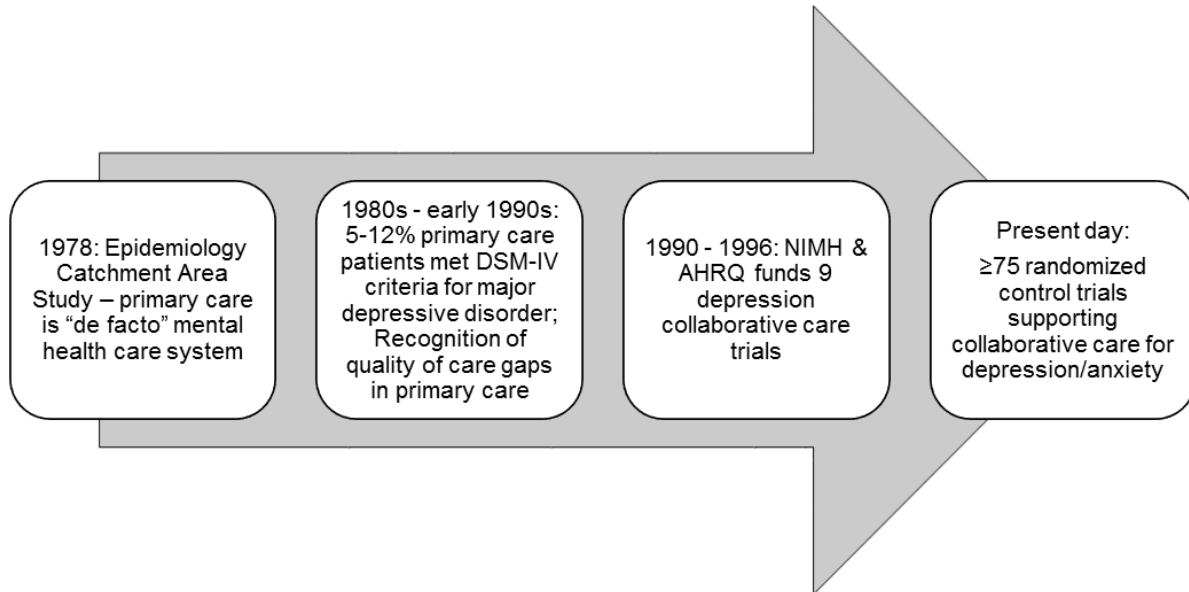 1978: Epidemiology
Catchment Area
Study – primary care
is “de facto” mental
health care system
1980s - early 1990s:
5-12% primary care
patients met DSM-IV
criteria for major
depressive disorder;
Recognition of
quality of care gaps
in primary care
1990 - 1996: NIMH &
AHRQ funds 9
depression
collaborative care
trials
Present day:
≥75 randomized
control trials
supporting
collaborative care for
depression/anxiety